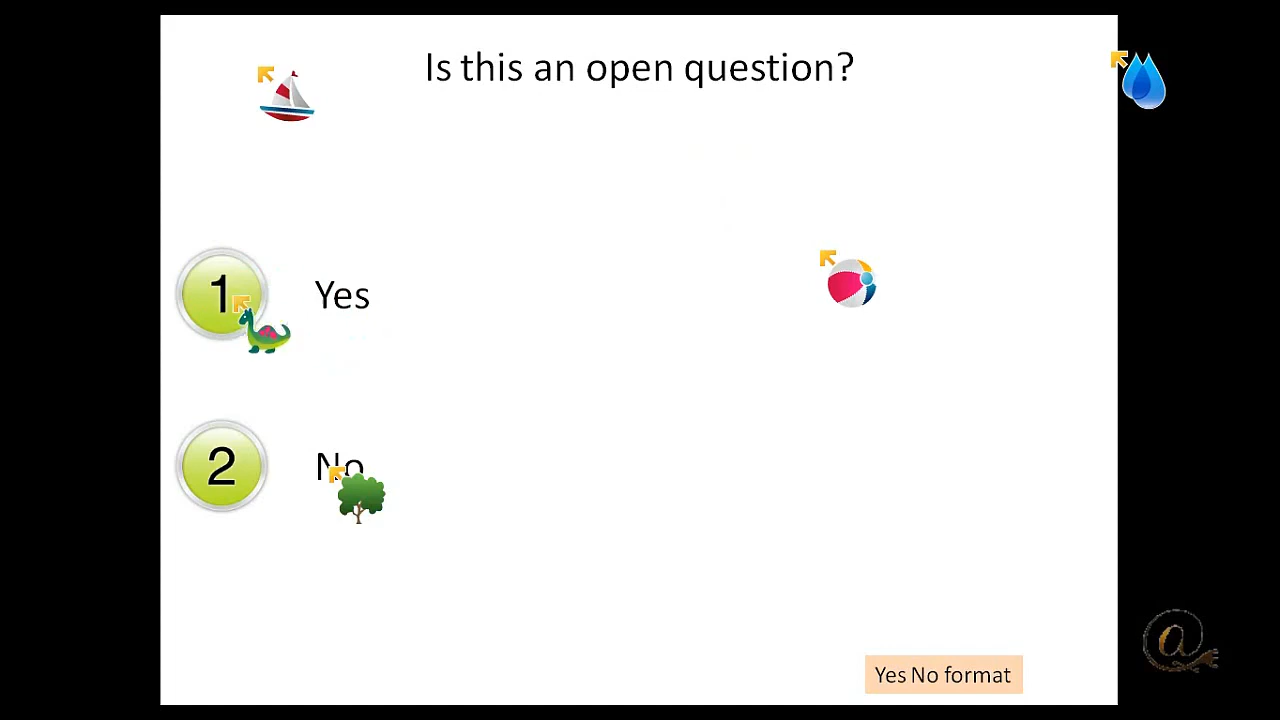 Is this an open question?
1 Yes
2 No
Yes No format
@